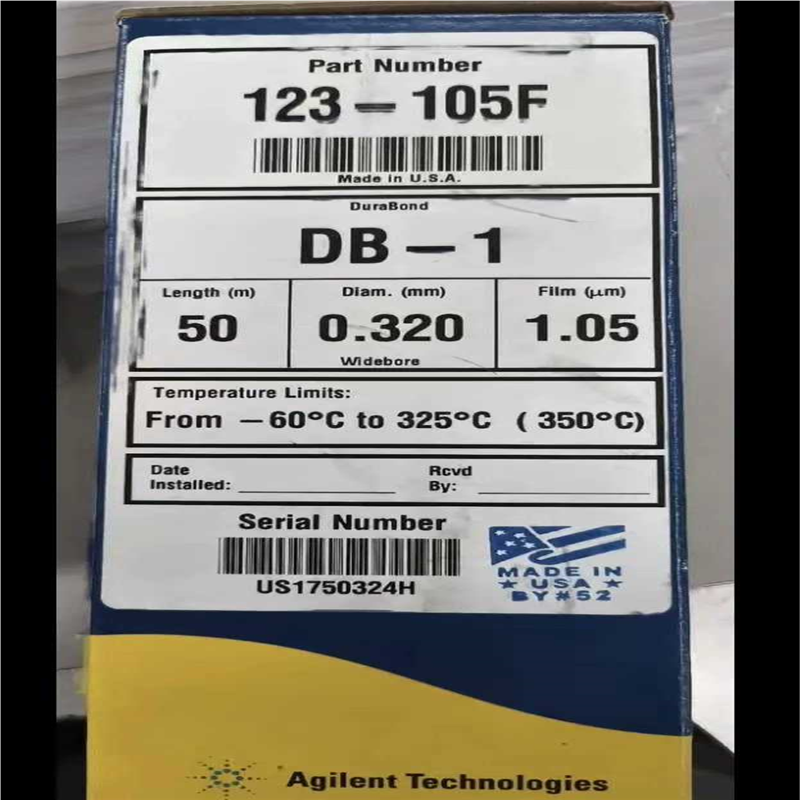 Part Number
123-105F
Made in U.S.A.
DuraBond
DB-1
Length (m) Diam. (mm) Film (μm)
50 0.320 1.05
Widebore
Temperature Limits:
From -60°C to 325°C (350°C)
Date Installed: Rcvd By:
Serial Number
US1750324H
MADE IN
★ USA ★
BY#52
Agilent Technologies